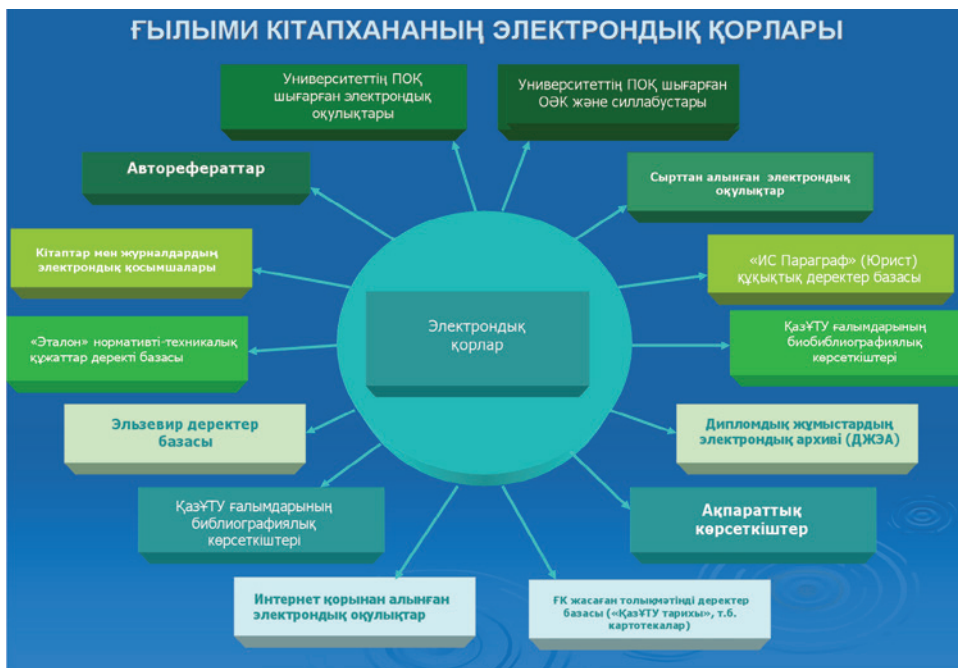 ҒЫЛЫМИ КІТАПХАНАНЫҢ ЭЛЕКТРОНДЫҚ ҚОРЛАРЫ
Университеттің ПОҚ
шығарған электрондық
оқулықтары
Университеттің ПОҚ шығарған
ОӘК және силлабустары
Авторефераттар
Сырттан алынған электрондық
оқулықтар
Кітаптар мен журналдардың
электрондық қосымшалары
«ИС Параграф» (Юрист)
құқықтық деректер базасы
Электрондық
қорлар
«Эталон» нормативті-техникалық
құжаттар деректі базасы
ҚазҰТУ ғалымдарының
биобиблиографиялық
көрсеткіштері
Эльзевир деректер
базасы
Дипломдық жұмыстардың
электрондық архиві (ДЖЭА)
ҚазҰТУ ғалымдарының
библиографиялық
көрсеткіштері
Ақпараттық
көрсеткіштер
Интернет қорынан алынған
электрондық оқулықтар
ҒК жасаған толықмәтінді деректер
базасы («ҚазҰТУ тарихы», т.б.
картотекалар)